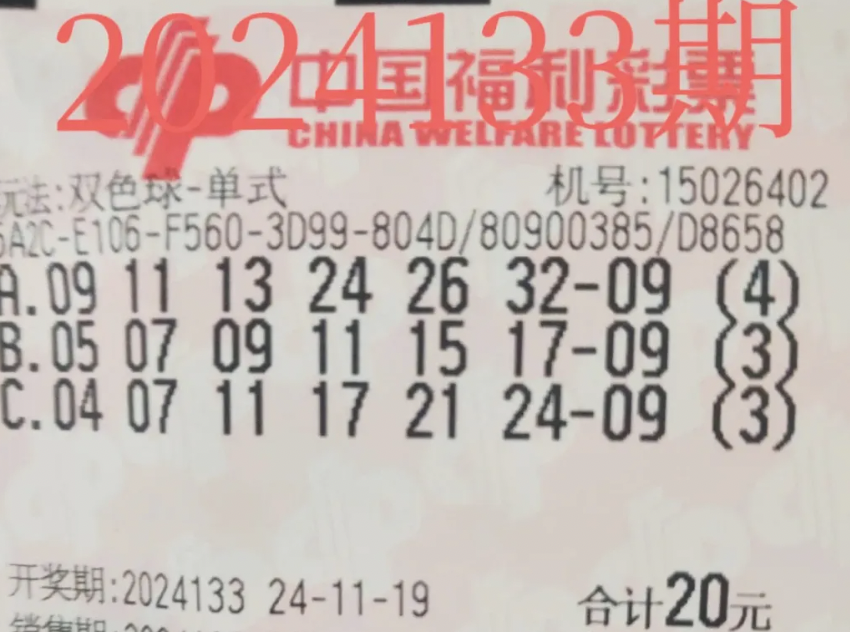 2024133期
中国福利彩票
CHINA WELFARE LOTTERY
玩法:双色球-单式 机号:15026402
6A2C-E106-F560-3D99-804D/80900385/D8658
A.09 11 13 24 26 32-09 (4)
B.05 07 09 11 15 17-09 (3)
C.04 07 11 17 21 24-09 (3)
开奖期:2024133 24-11-19 合计20元
销售期: